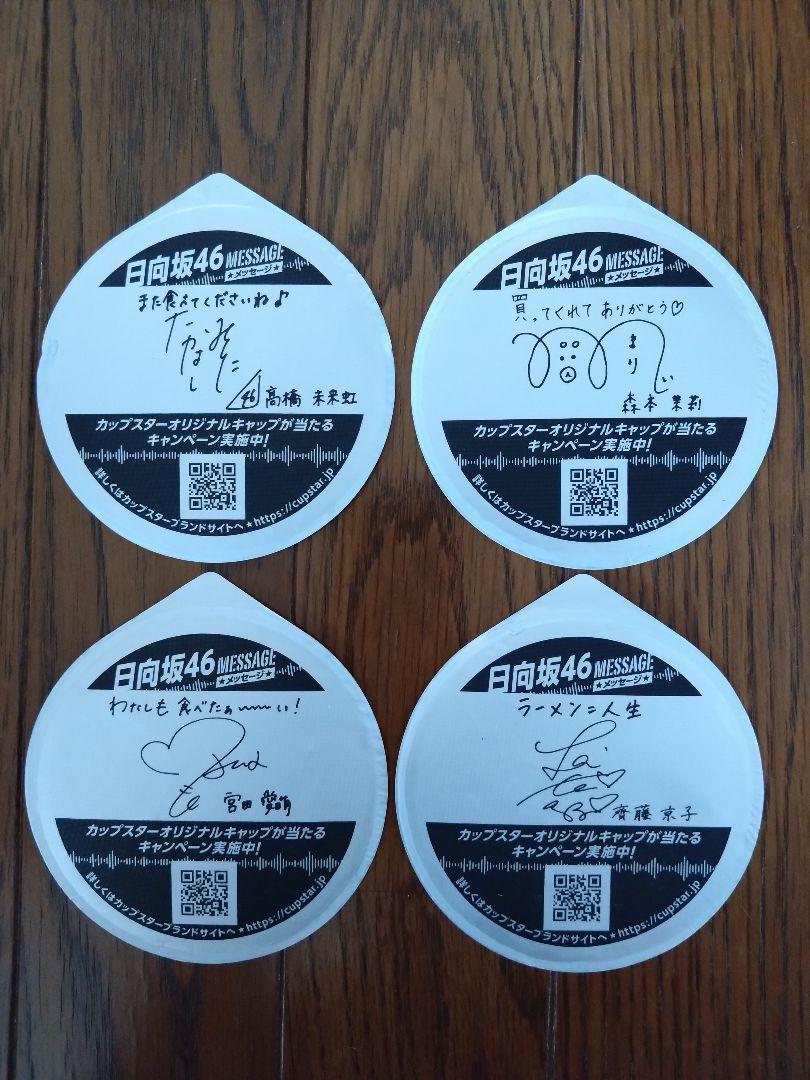 日向坂46 MESSAGE
★メッセージ★
また食べてくださいね♪
たかはし みくに
46 髙橋 未来虹
カップスターオリジナルキャップが当たる
キャンペーン実施中!
詳しくはカップスターブランドサイトへ★https://cupstar.jp
日向坂46 MESSAGE
★メッセージ★
買ってくれて ありがとう♡
まりぃ
森本 茉莉
カップスターオリジナルキャップが当たる
キャンペーン実施中!
詳しくはカップスターブランドサイトへ★https://cupstar.jp
日向坂46 MESSAGE
★メッセージ★
わたしも 食べたぁ〜〜い!
宮田 愛萌
カップスターオリジナルキャップが当たる
キャンペーン実施中!
詳しくはカップスターブランドサイトへ★https://cupstar.jp
日向坂46 MESSAGE
★メッセージ★
ラーメン=人生
齊藤 京子
カップスターオリジナルキャップが当たる
キャンペーン実施中!
詳しくはカップスターブランドサイトへ★https://cupstar.jp